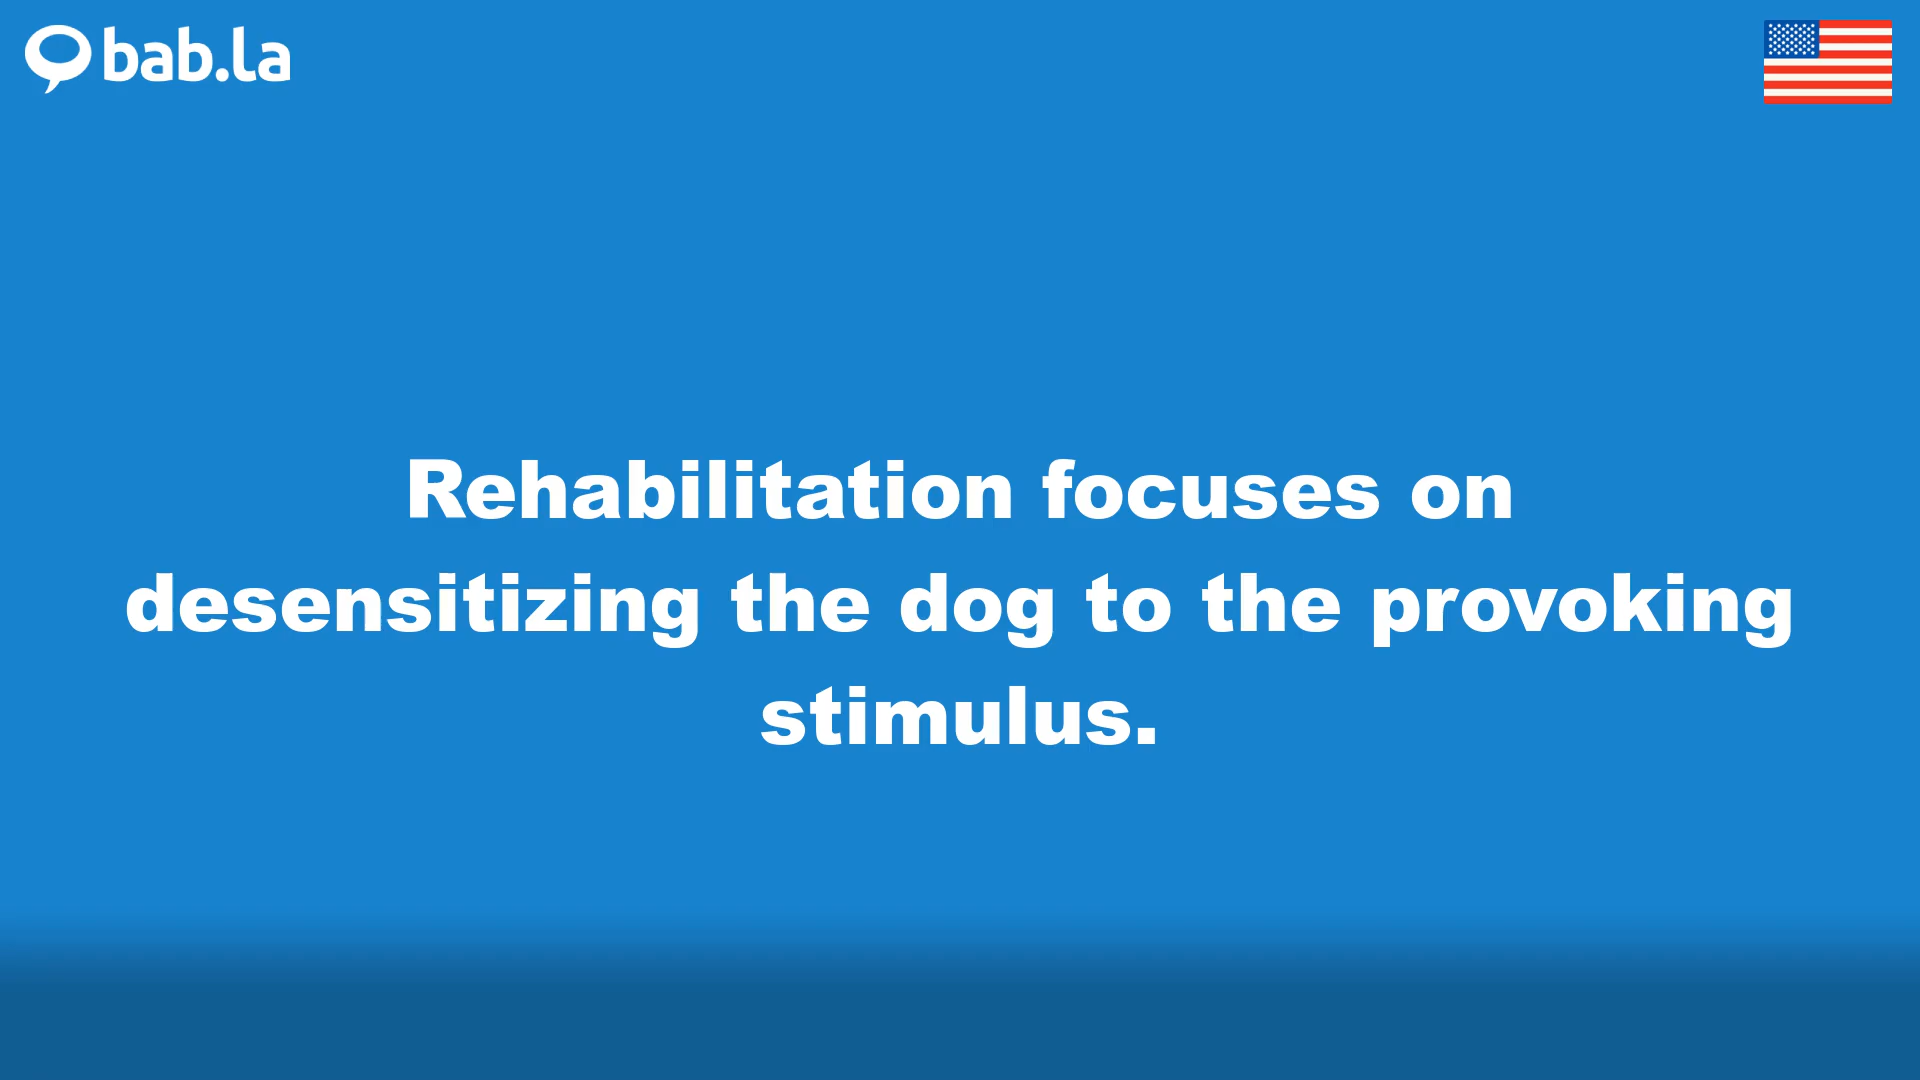 bab.la
Rehabilitation focuses on
desensitizing the dog to the provoking
stimulus.